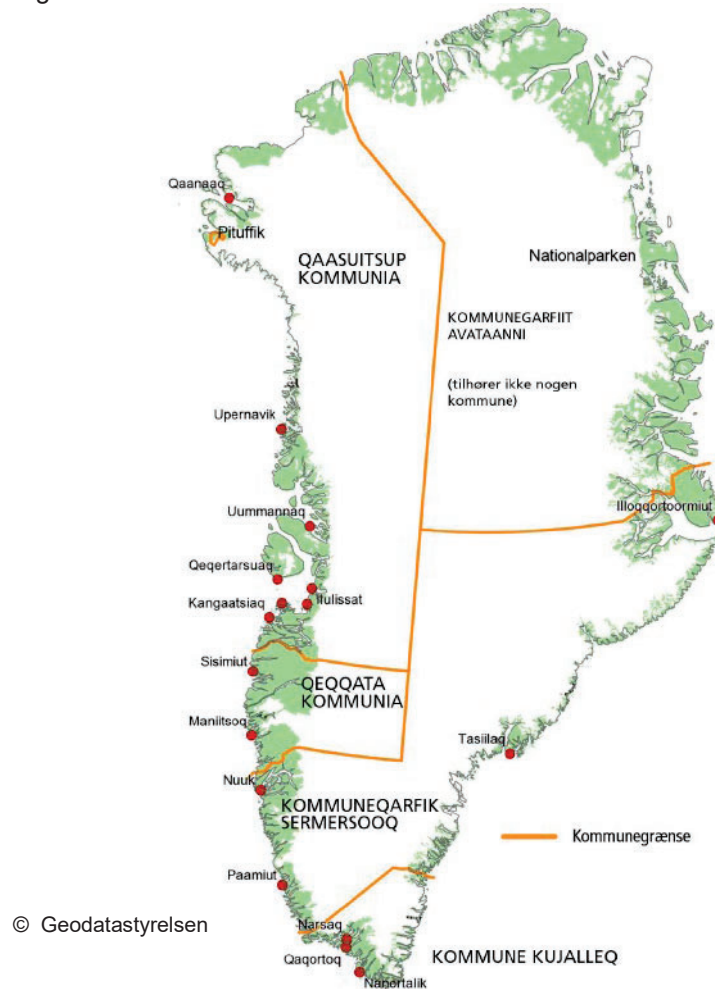 Qaanaaq
Pituffik
QAASUITSUP
KOMMUNIA
Nationalparken
KOMMUNEGARFIIT
AVATAANNI
(tilhører ikke nogen
kommune)
Upernavik
Uummannaq
Illoqqortoormiut
Qeqertarsuaq
Kangaatsiaq
Ilulissat
Sisimiut
QEQQATA
KOMMUNIA
Maniitsoq
Tasiilaq
Nuuk
KOMMUNEQARFIK
SERMERSOOQ
Kommunegrænse
Paamiut
© Geodatastyrelsen
Narsaq
Qaqortoq
KOMMUNE KUJALLEQ
Nanortalik